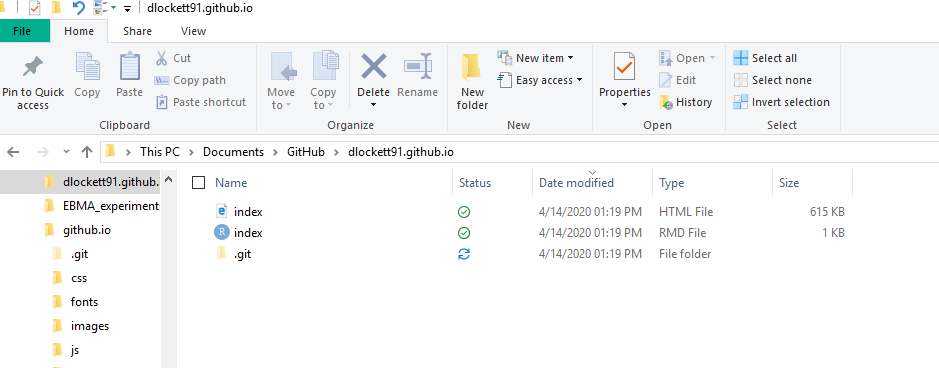 dlockett91.github.io
File Home Share View
Pin to Quick access
Copy
Paste
Cut
Copy path
Paste shortcut
Clipboard
Move to
Copy to
Delete
Rename
Organize
New folder
New item
Easy access
New
Properties
Open
Edit
History
Open
Select all
Select none
Invert selection
Select
This PC > Documents > GitHub > dlockett91.github.io
dlockett91.github.
EBMA_experiment
github.io
.git
css
fonts
images
js
Name Status Date modified Type Size
index 4/14/2020 01:19 PM HTML File 615 KB
R index 4/14/2020 01:19 PM RMD File 1 KB
.git 4/14/2020 01:19 PM File folder